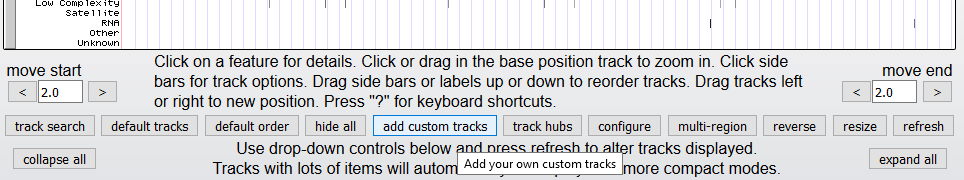 Low Complexity
Satellite
RNA
Other
Unknown
move start
< 2.0 >
Click on a feature for details. Click or drag in the base position track to zoom in. Click side
bars for track options. Drag side bars or labels up or down to reorder tracks. Drag tracks left
or right to new position. Press "?" for keyboard shortcuts.
move end
< 2.0 >
track search default tracks default order hide all add custom tracks track hubs configure multi-region reverse resize refresh
collapse all
Use drop-down controls below and press refresh to alter tracks displayed.
Tracks with lots of items will more compact modes.
Add your own custom tracks
expand all